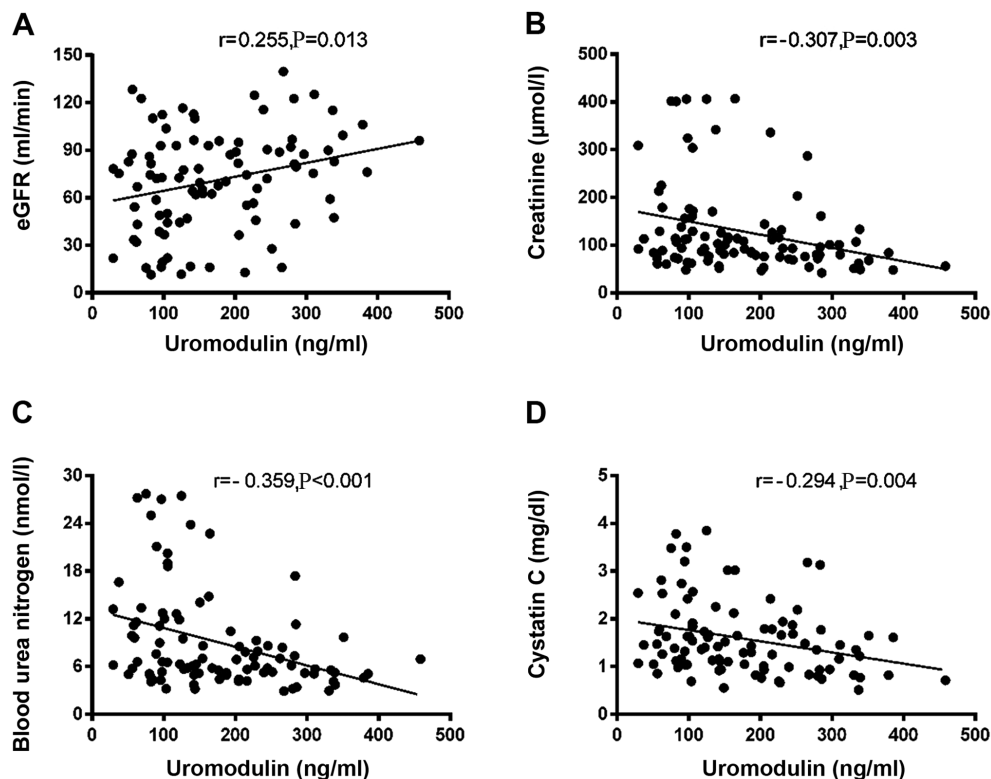 A
r=0.255,P=0.013
eGFR (ml/min)
150
120
90
60
30
0
0 100 200 300 400 500
Uromodulin (ng/ml)
B
r=-0.307,P=0.003
Creatinine (μmol/l)
500
400
300
200
100
0
0 100 200 300 400 500
Uromodulin (ng/ml)
C
r=- 0.359,P<0.001
Blood urea nitrogen (nmol/l)
30
24
18
12
6
0
0 100 200 300 400 500
Uromodulin (ng/ml)
D
r=-0.294,P=0.004
Cystatin C (mg/dl)
5
4
3
2
1
0
0 100 200 300 400 500
Uromodulin (ng/ml)